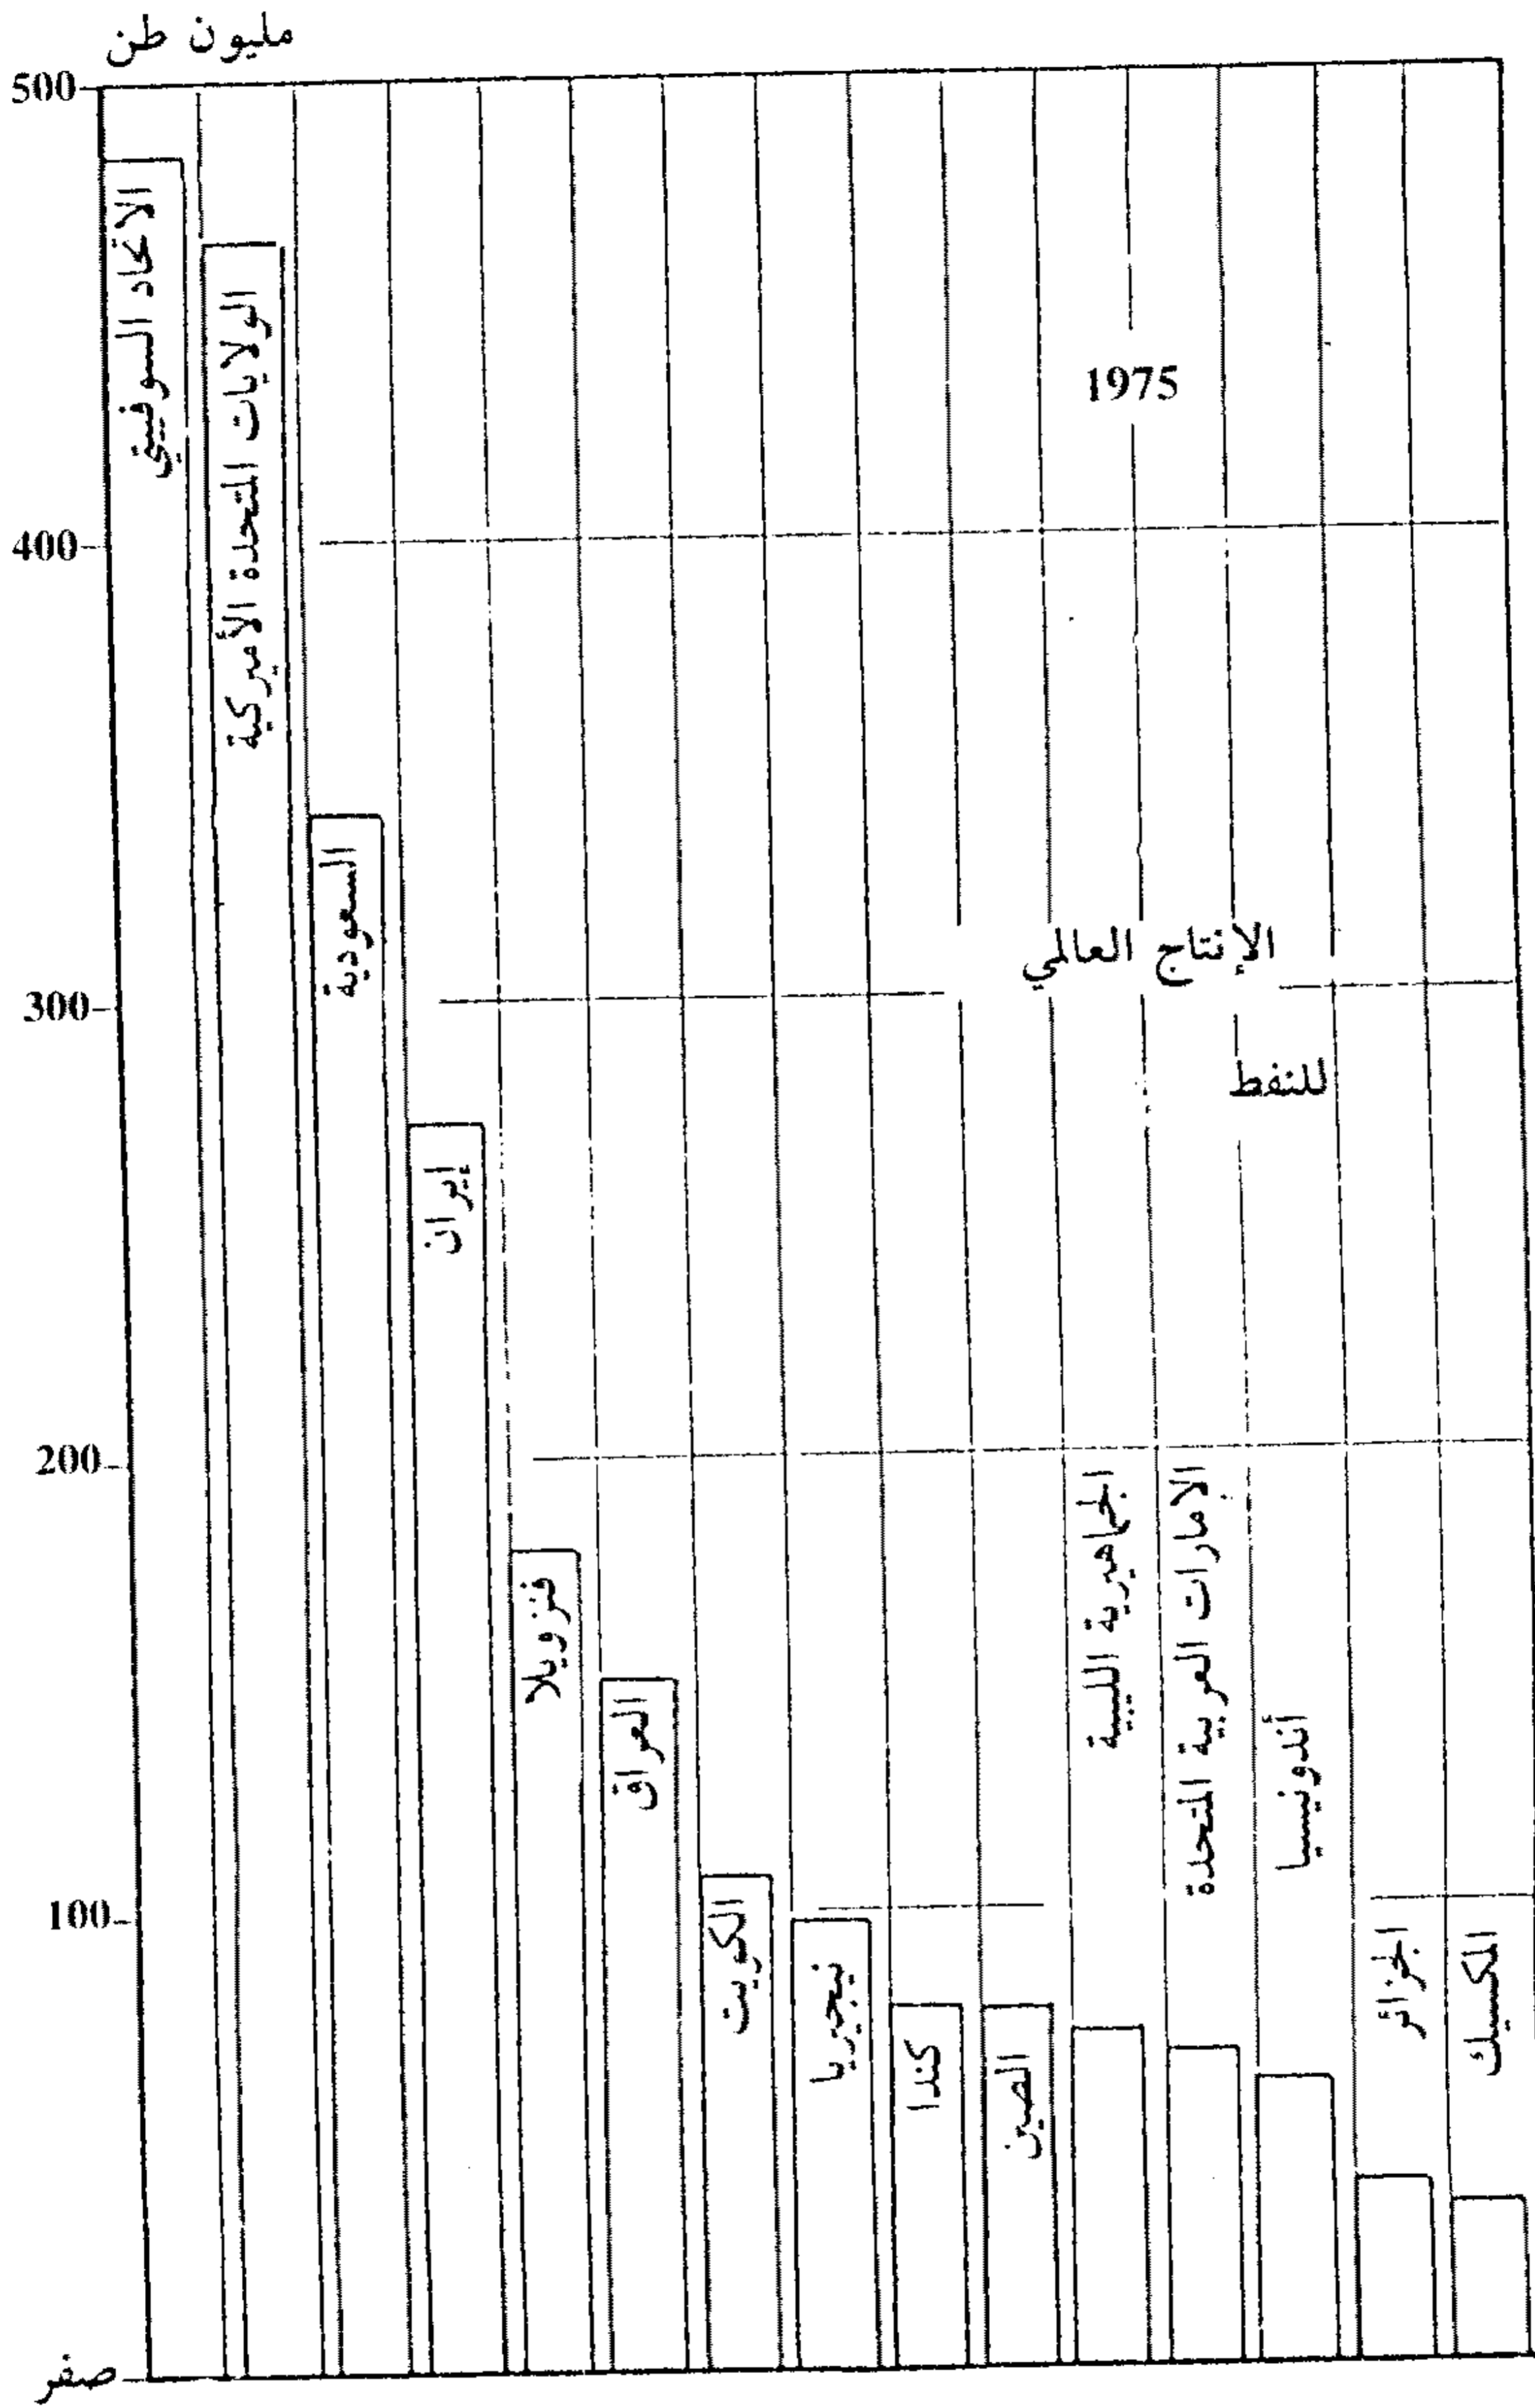 مليون طن
500
400
300
200
100
صفر
1975
الإنتاج العالمي
للنفط
الاتحاد السوفييتي
الولايات المتحدة الأميركية
السعودية
إيران
فنزويلا
العراق
الكويت
نيجيريا
كندا
الصين
الجماهيرية الليبية
الإمارات العربية المتحدة
أندونيسيا
الجزائر
المكسيك